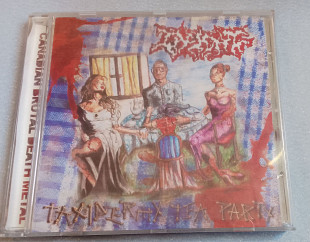 CANADIAN BRUTAL DEATH METAL
TAXIDERMY TEA PARTY